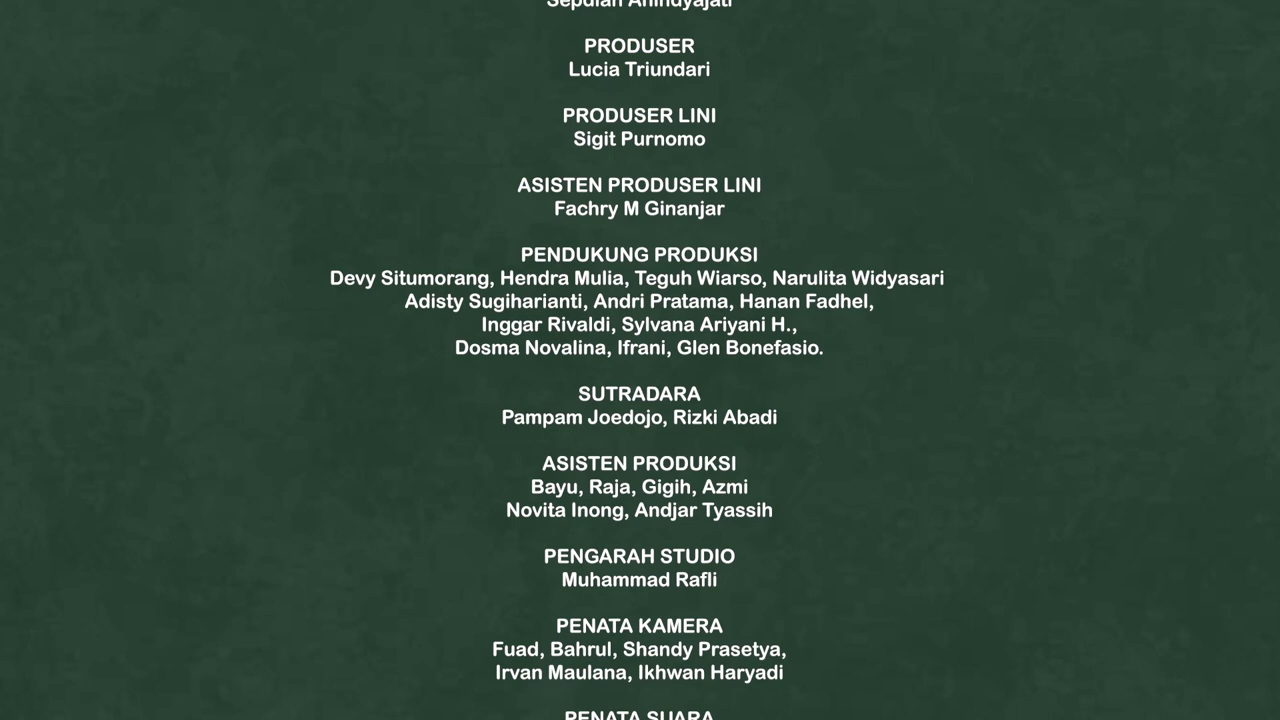 PRODUSER
Lucia Triundari
PRODUSER LINI
Sigit Purnomo
ASISTEN PRODUSER LINI
Fachry M Ginanjar
PENDUKUNG PRODUKSI
Devy Situmorang, Hendra Mulia, Teguh Wiarso, Narulita Widyasari
Adisty Sugiharianti, Andri Pratama, Hanan Fadhel,
Inggar Rivaldi, Sylvana Ariyani H.,
Dosma Novalina, Ifrani, Glen Bonefasio.
SUTRADARA
Pampam Joedojo, Rizki Abadi
ASISTEN PRODUKSI
Bayu, Raja, Gigih, Azmi
Novita Inong, Andjar Tyassih
PENGARAH STUDIO
Muhammad Rafli
PENATA KAMERA
Fuad, Bahrul, Shandy Prasetya,
Irvan Maulana, Ikhwan Haryadi
PENATA SUARA